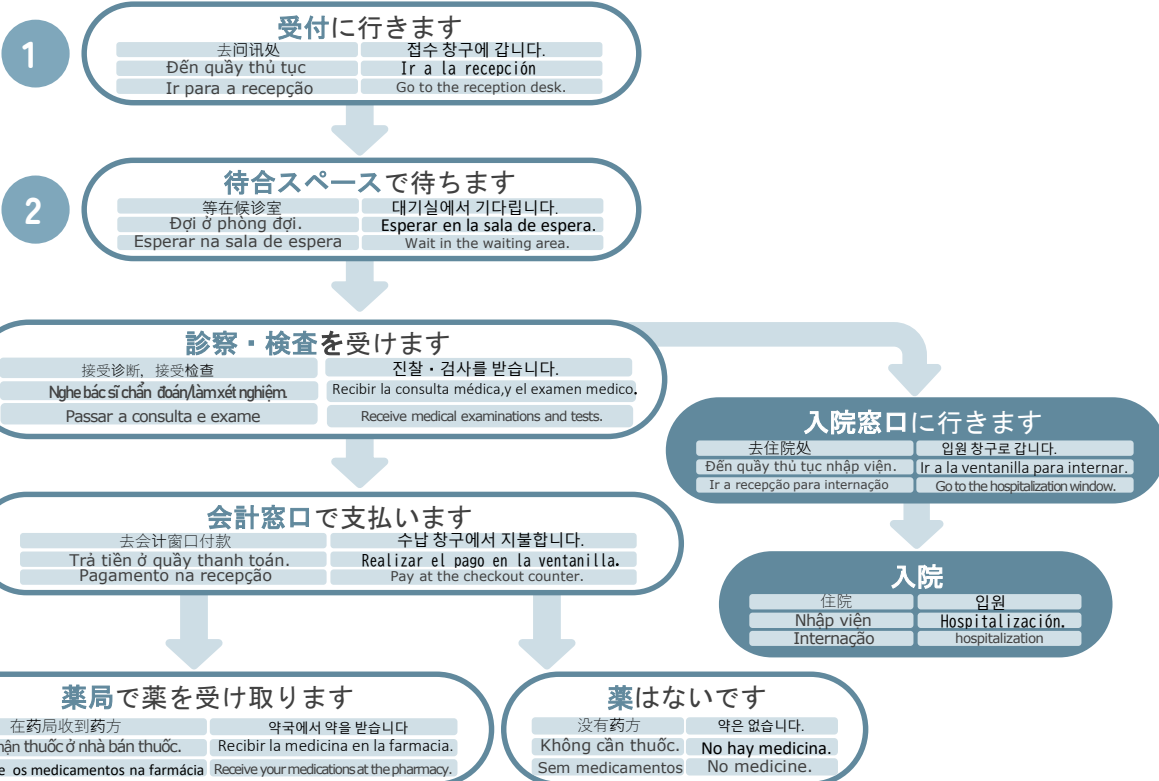 1
受付に行きます
去问讯处 접수 창구에 갑니다.
Đến quầy thủ tục Ir a la recepción
Ir para a recepção Go to the reception desk.
2
待合スペースで待ちます
等在候诊室 대기실에서 기다립니다.
Đợi ở phòng đợi. Esperar en la sala de espera.
Esperar na sala de espera Wait in the waiting area.
診察・検査を受けます
接受诊断，接受检查 진찰・검사를 받습니다.
Nghe bác sĩ chẩn đoán/làm xét nghiệm. Recibir la consulta médica,y el examen medico.
Passar a consulta e exame Receive medical examinations and tests.
入院窓口に行きます
去住院处 입원 창구로 갑니다.
Đến quầy thủ tục nhập viện. Ir a la ventanilla para internar.
Ir a recepção para internação Go to the hospitalization window.
会計窓口で支払います
去会计窗口付款 수납 창구에서 지불합니다.
Trả tiền ở quầy thanh toán. Realizar el pago en la ventanilla.
Pagamento na recepção Pay at the checkout counter.
入院
住院 입원
Nhập viện Hospitalización.
Internação hospitalization
薬局で薬を受け取ります
在药局收到药方 약국에서 약을 받습니다
thuốc ở nhà bán thuốc. Recibir la medicina en la farmacia.
os medicamentos na farmácia Receive your medications at the pharmacy.
薬はないです
没有药方 약은 없습니다.
Không cần thuốc. No hay medicina.
Sem medicamentos No medicine.